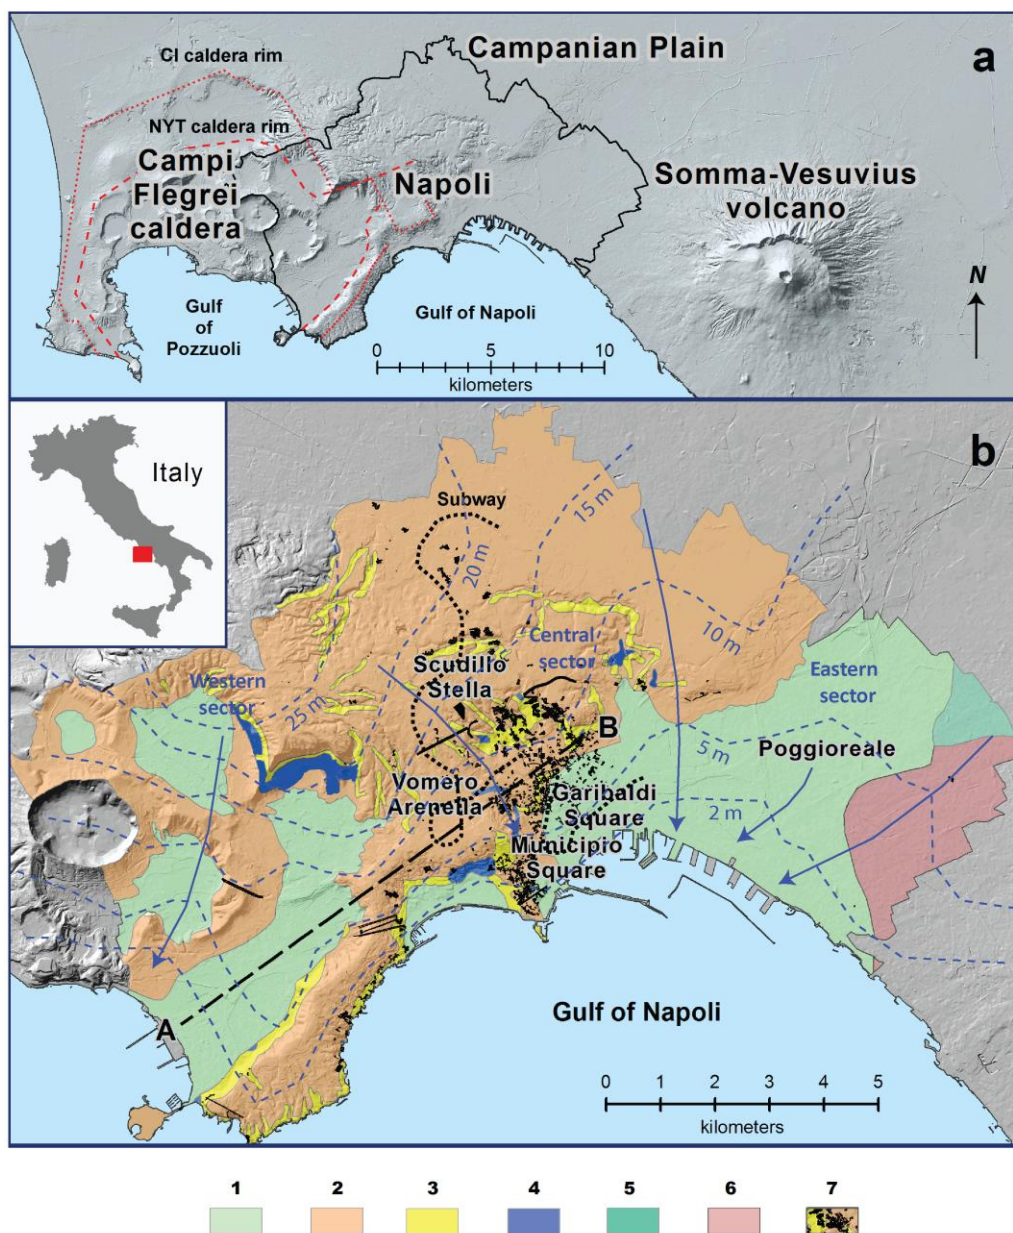 Campanian Plain
a
CI caldera rim
NYT caldera rim
Campi
Flegrei
caldera
Napoli
Somma-Vesuvius
volcano
N
Gulf
of
Pozzuoli
Gulf of Napoli
0 5 10
kilometers
b
Italy
Subway
15 m
20 m
10 m
Central
sector
Scudillo
Stella
Western
sector
25 m
Eastern
sector
B
5 m
Poggioreale
Vomero
Arenella
Garibaldi
Square
2 m
Municipio
Square
A
Gulf of Napoli
0 1 2 3 4 5
kilometers
1 2 3 4 5 6 7